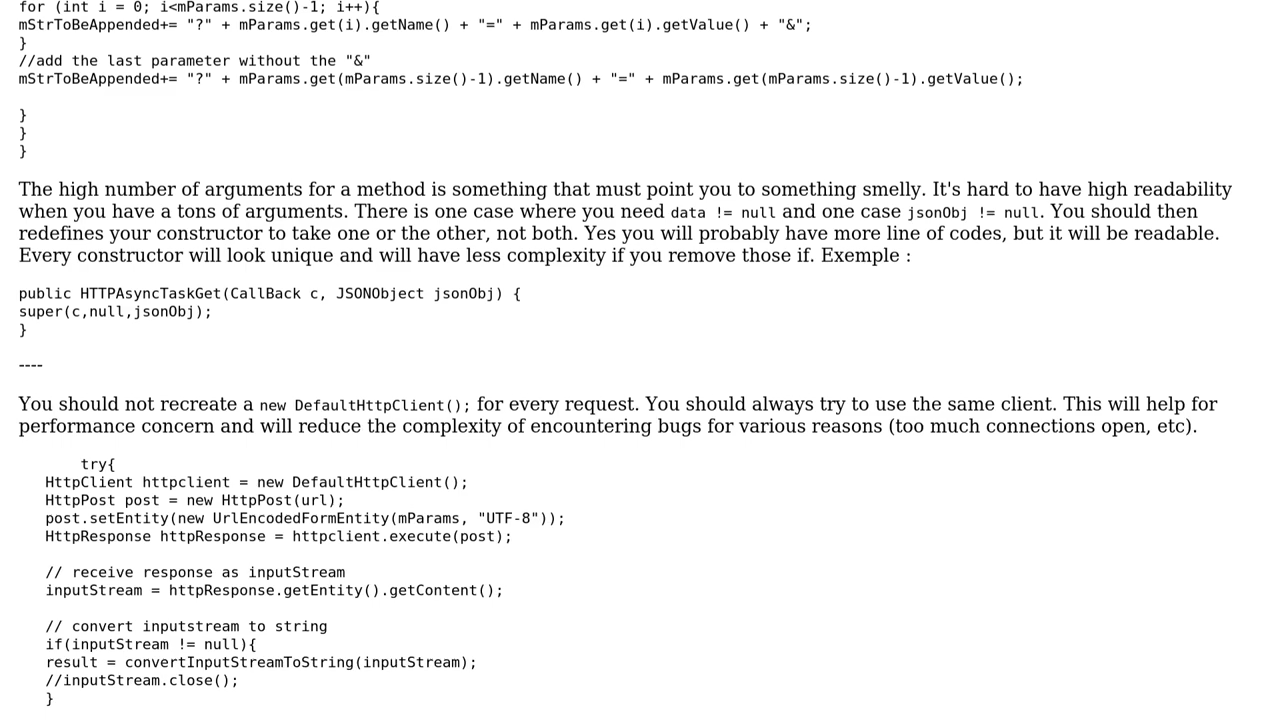 for (int i = 0; i<mParams.size()-1; i++){
mStrToBeAppended+= "?" + mParams.get(i).getName() + "=" + mParams.get(i).getValue() + "&";
}
//add the last parameter without the "&"
mStrToBeAppended+= "?" + mParams.get(mParams.size()-1).getName() + "=" + mParams.get(mParams.size()-1).getValue();
}
}
}
The high number of arguments for a method is something that must point you to something smelly. It's hard to have high readability
when you have a tons of arguments. There is one case where you need data != null and one case jsonObj != null. You should then
redefines your constructor to take one or the other, not both. Yes you will probably have more line of codes, but it will be readable.
Every constructor will look unique and will have less complexity if you remove those if. Exemple :
public HTTPAsyncTaskGet(CallBack c, JSONObject jsonObj) {
super(c,null,jsonObj);
}
----
You should not recreate a new DefaultHttpClient(); for every request. You should always try to use the same client. This will help for
performance concern and will reduce the complexity of encountering bugs for various reasons (too much connections open, etc).
try{
HttpClient httpclient = new DefaultHttpClient();
HttpPost post = new HttpPost(url);
post.setEntity(new UrlEncodedFormEntity(mParams, "UTF-8"));
HttpResponse httpResponse = httpclient.execute(post);
// receive response as inputStream
inputStream = httpResponse.getEntity().getContent();
// convert inputstream to string
if(inputStream != null){
result = convertInputStreamToString(inputStream);
//inputStream.close();
}